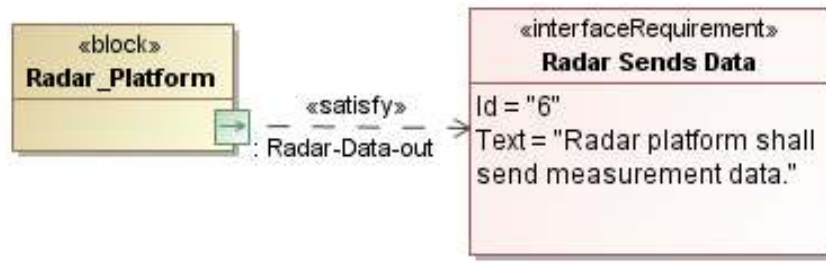 «block»
Radar_Platform
«satisfy»
: Radar-Data-out
«interfaceRequirement»
Radar Sends Data
Id = "6"
Text = "Radar platform shall
send measurement data."